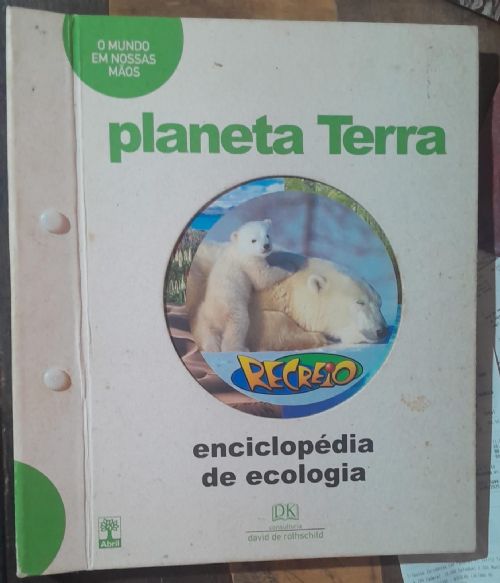 O MUNDO
EM NOSSAS
MÃOS
planeta Terra
RECREIO
enciclopédia
de ecologia
DK
consultoria
david de rothschild
Abril